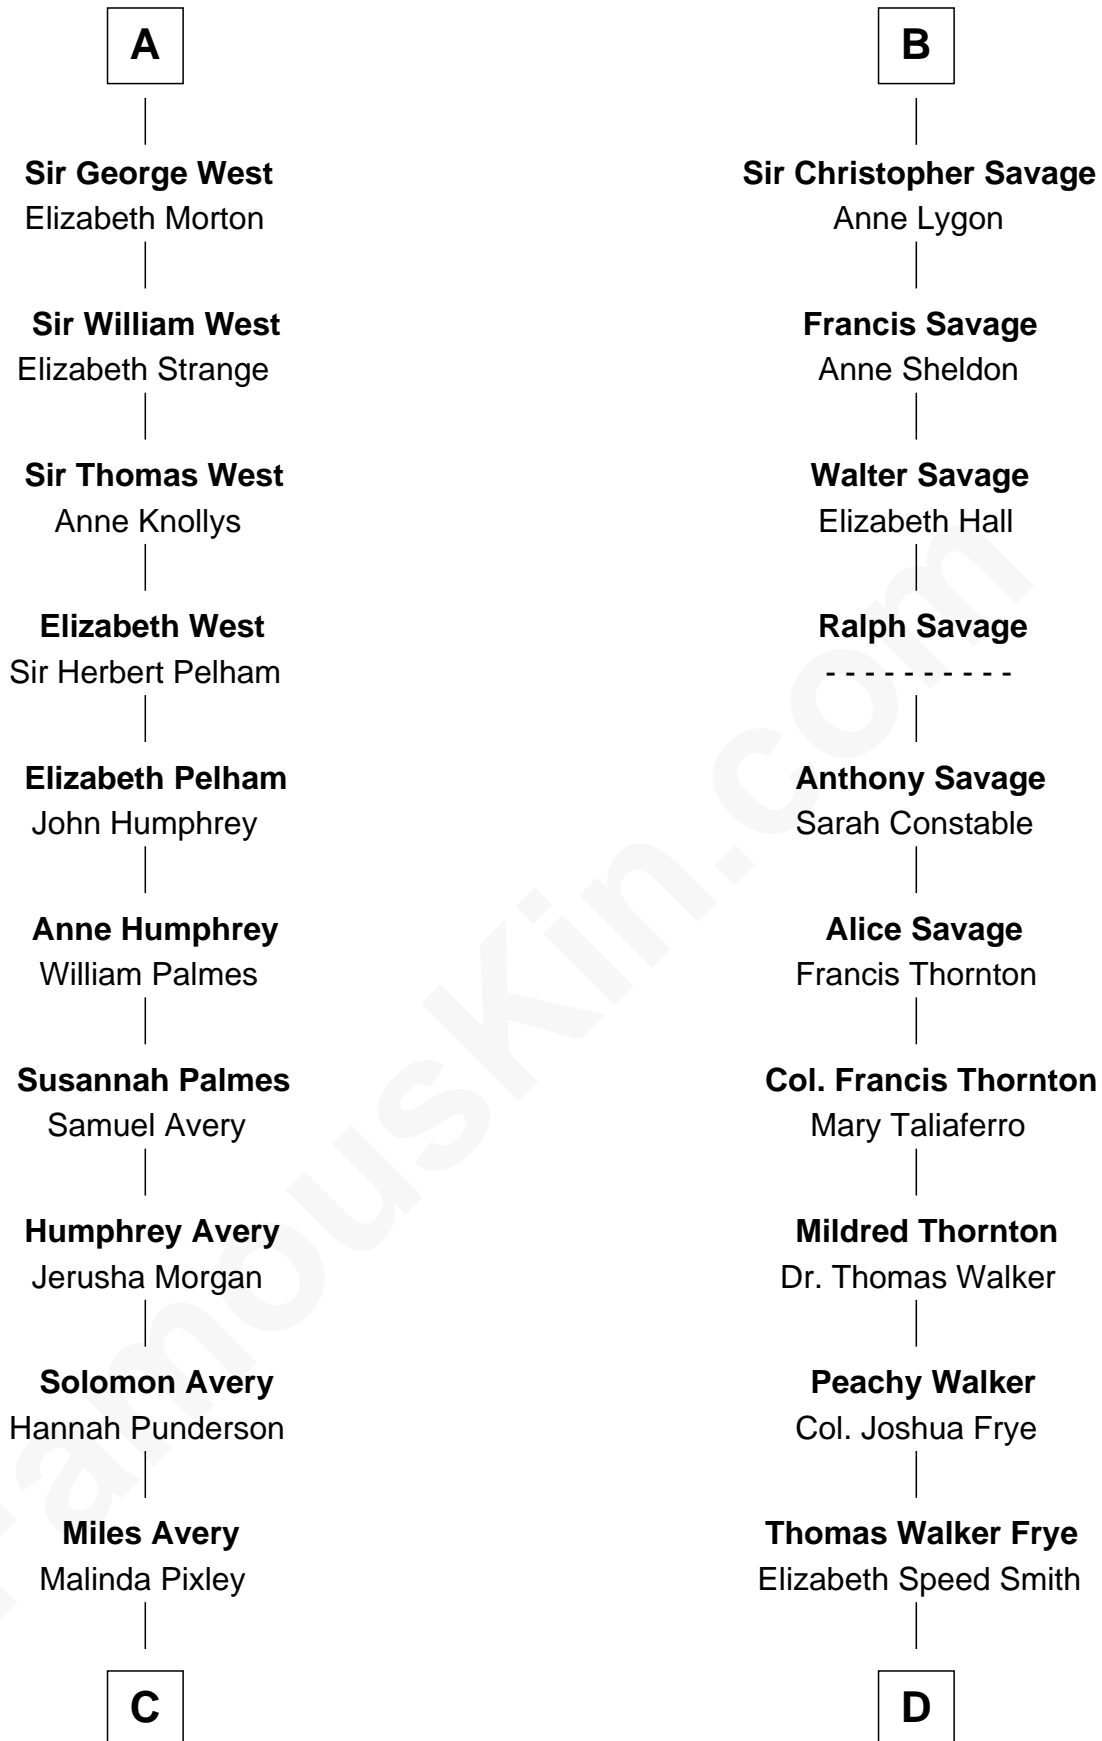 A
Sir George West
Elizabeth Morton
Sir William West
Elizabeth Strange
Sir Thomas West
Anne Knollys
Elizabeth West
Sir Herbert Pelham
Elizabeth Pelham
John Humphrey
Anne Humphrey
William Palmes
Susannah Palmes
Samuel Avery
Humphrey Avery
Jerusha Morgan
Solomon Avery
Hannah Punderson
Miles Avery
Malinda Pixley
C
B
Sir Christopher Savage
Anne Lygon
Francis Savage
Anne Sheldon
Walter Savage
Elizabeth Hall
Ralph Savage
- - - - - - - - - -
Anthony Savage
Sarah Constable
Alice Savage
Francis Thornton
Col. Francis Thornton
Mary Taliaferro
Mildred Thornton
Dr. Thomas Walker
Peachy Walker
Col. Joshua Frye
Thomas Walker Frye
Elizabeth Speed Smith
D
FamousKin.com